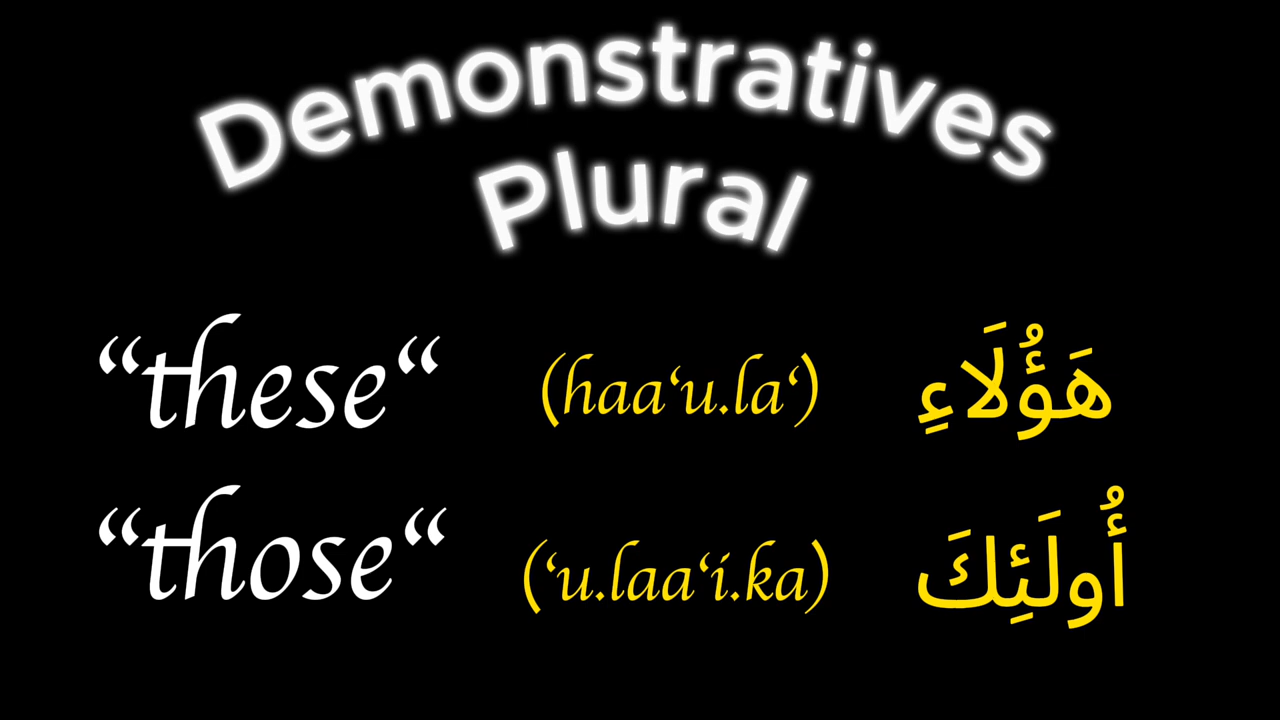 Demonstratives
Plural
“these“ (haa‘u.la‘) هَؤُلَاءِ
“those“ (‘u.laa‘i.ka) أُولَئِكَ